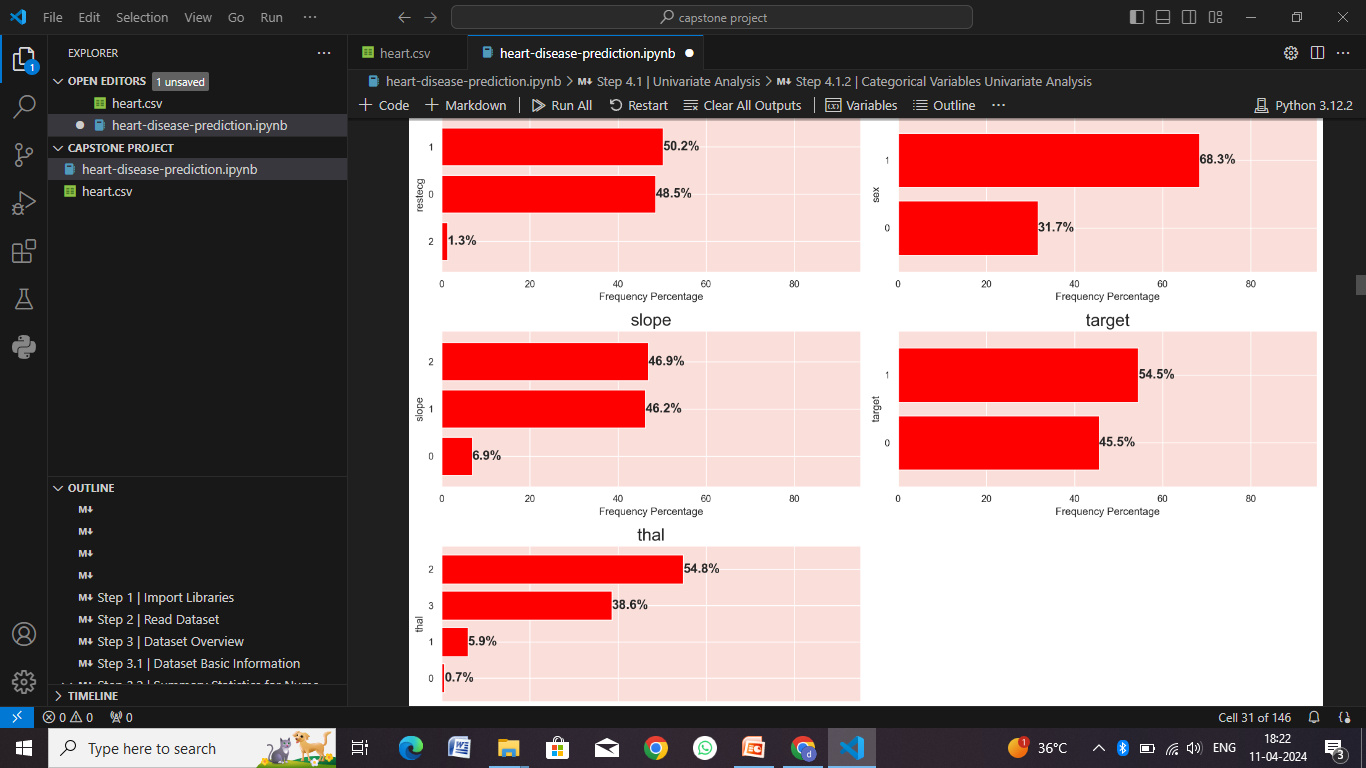 File Edit Selection View Go Run ···
capstone project
EXPLORER ···
OPEN EDITORS 1 unsaved
heart.csv
heart-disease-prediction.ipynb
CAPSTONE PROJECT
heart-disease-prediction.ipynb
heart.csv
1
OUTLINE
M↓
M↓
M↓
M↓
M↓ Step 1 | Import Libraries
M↓ Step 2 | Read Dataset
M↓ Step 3 | Dataset Overview
M↓ Step 3.1 | Dataset Basic Information
TIMELINE
heart.csv
heart-disease-prediction.ipynb
heart-disease-prediction.ipynb > M↓ Step 4.1 | Univariate Analysis > M↓ Step 4.1.2 | Categorical Variables Univariate Analysis
+ Code + Markdown Run All Restart Clear All Outputs Variables Outline ··· Python 3.12.2
restecg
1 50.2%
0 48.5%
2 1.3%
0 20 40 60 80
Frequency Percentage
sex
1 68.3%
0 31.7%
0 20 40 60 80
Frequency Percentage
slope
slope
2 46.9%
1 46.2%
0 6.9%
0 20 40 60 80
Frequency Percentage
target
target
1 54.5%
0 45.5%
0 20 40 60 80
Frequency Percentage
thal
thal
2 54.8%
3 38.6%
1 5.9%
0 0.7%
0 0 0
Cell 31 of 146
Type here to search
1 36°C ENG
18:22
11-04-2024
3